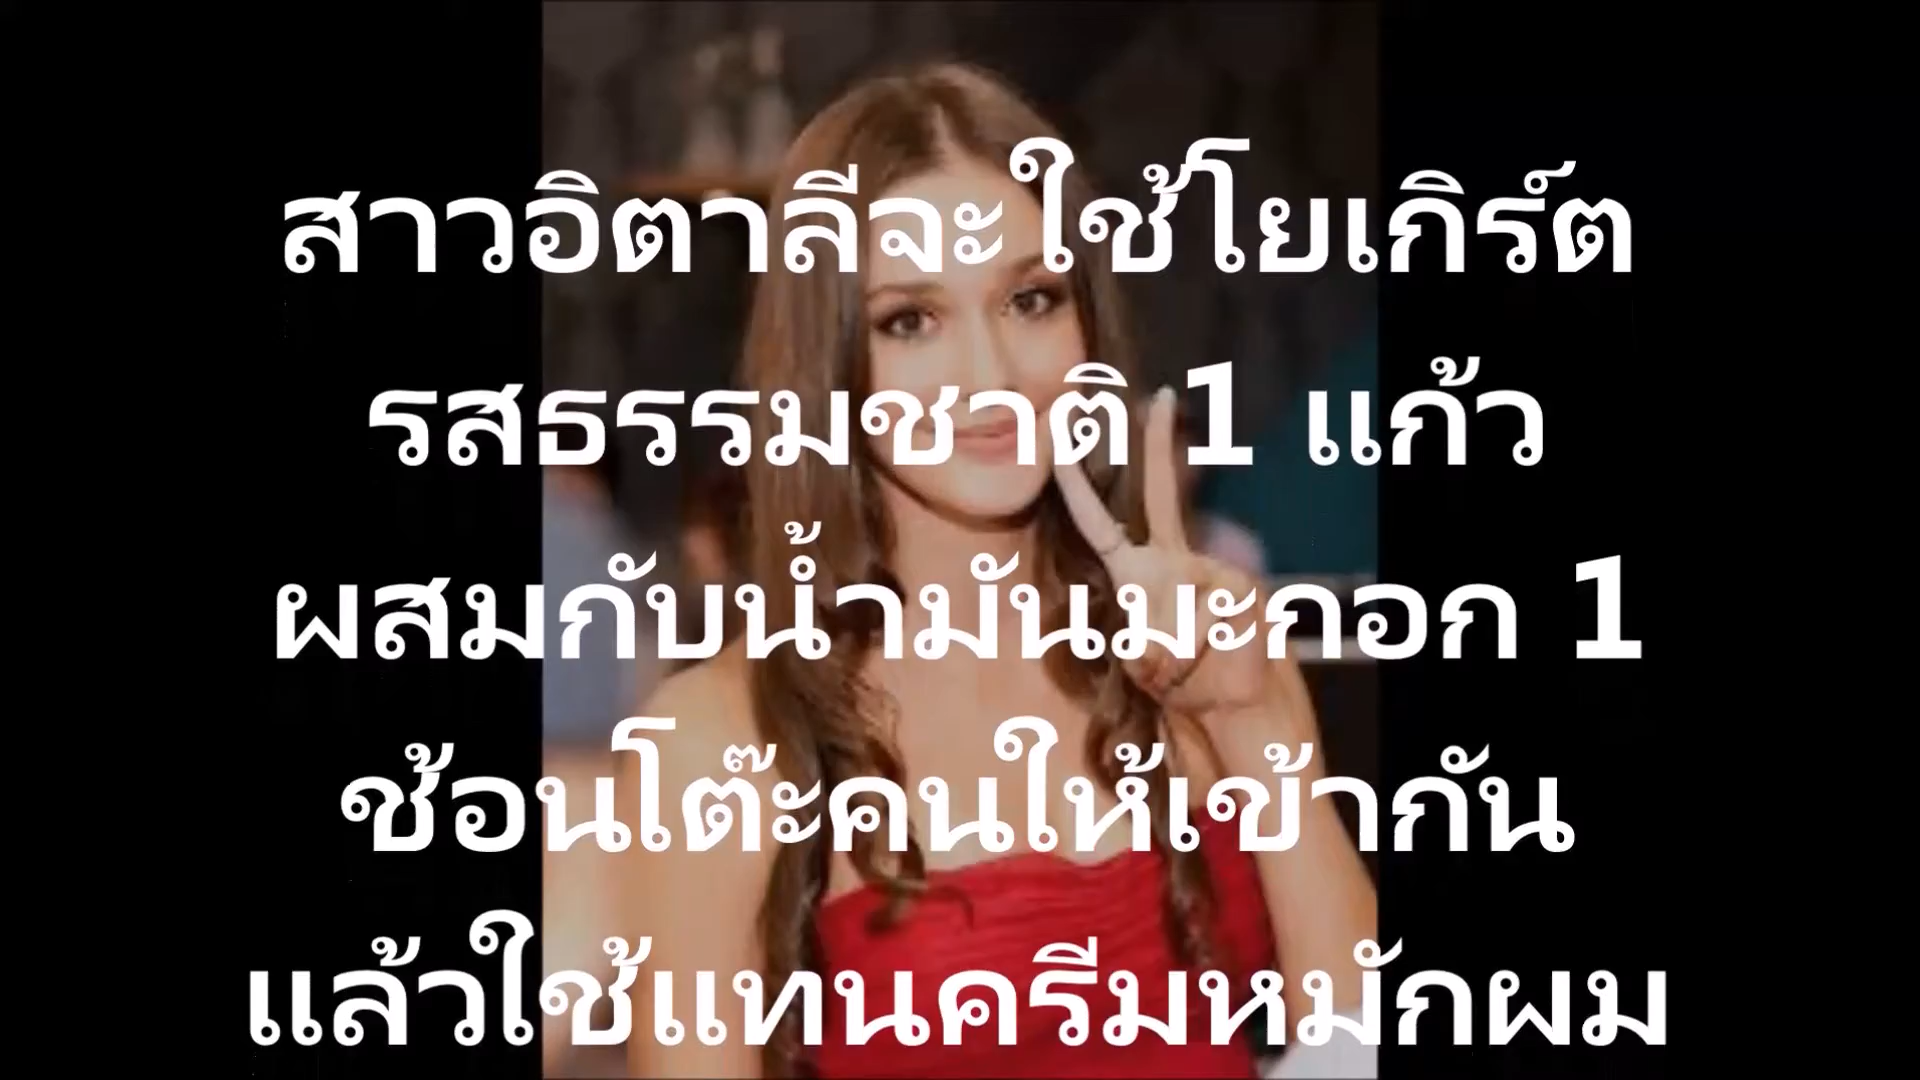 สาวอิตาลีจะใช้โยเกิร์ต
รสธรรมชาติ 1 แก้ว
ผสมกับน้ำมันมะกอก 1
ช้อนโต๊ะคนให้เข้ากัน
แล้วใช้แทนครีมหมักผม